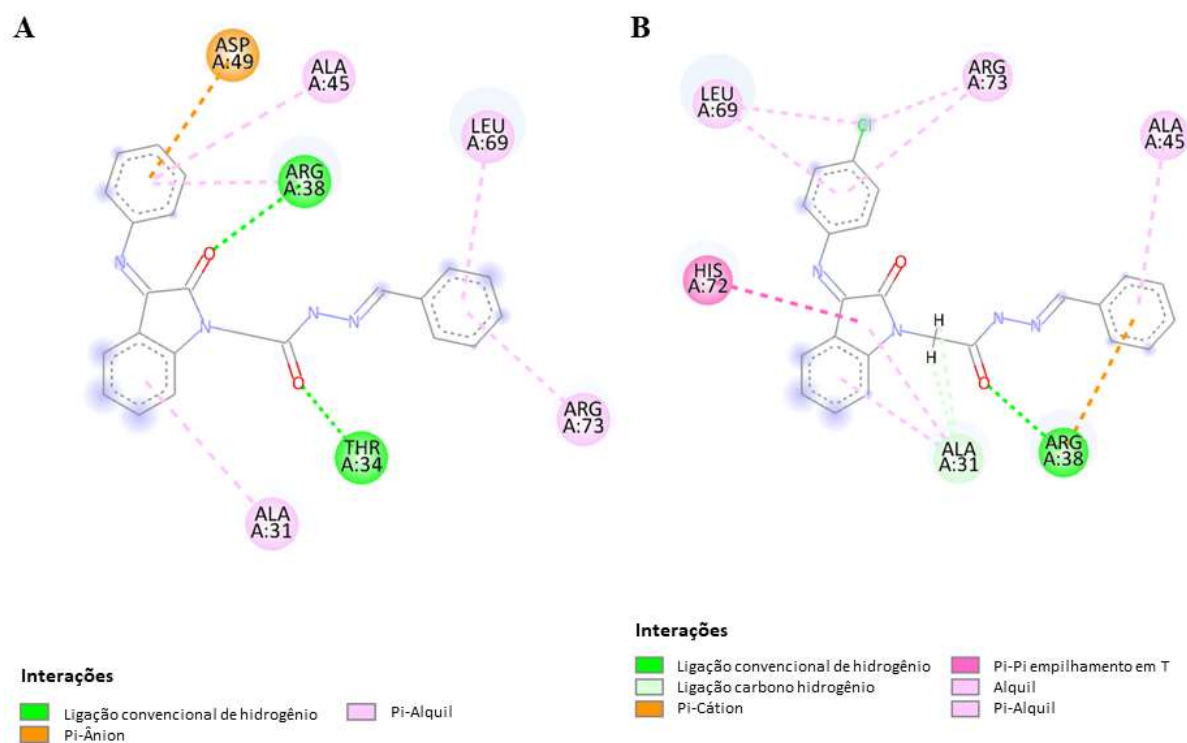 A
ASP
A:49
ALA
A:45
LEU
A:69
ARG
A:38
N
O
N
N
N
O
THR
A:34
ARG
A:73
ALA
A:31
Interações
Ligação convencional de hidrogênio
Pi-Alquil
Pi-Ânion
B
LEU
A:69
ARG
A:73
Cl
ALA
A:45
HIS
A:72
N
O
N
H
H
N
N
O
ALA
A:31
ARG
A:38
Interações
Ligação convencional de hidrogênio
Ligação carbono hidrogênio
Pi-Cátion
Pi-Pi empilhamento em T
Alquil
Pi-Alquil